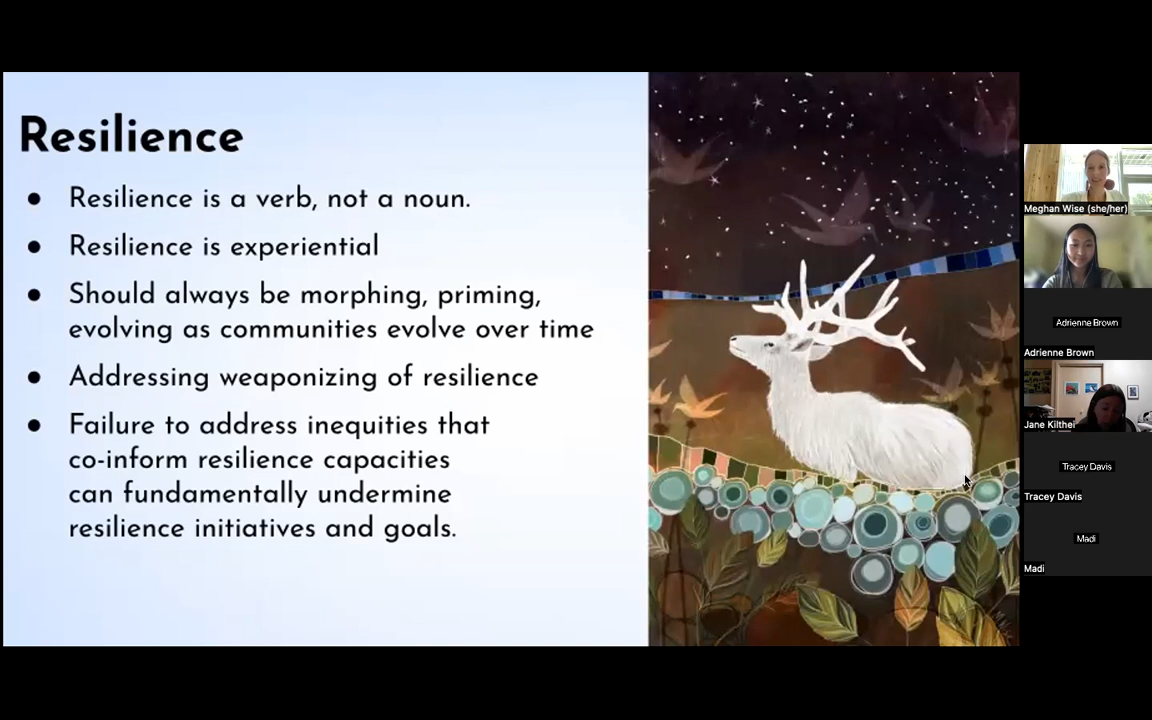 Resilience
● Resilience is a verb, not a noun.
● Resilience is experiential
● Should always be morphing, priming,
evolving as communities evolve over time
● Addressing weaponizing of resilience
● Failure to address inequities that
co-inform resilience capacities
can fundamentally undermine
resilience initiatives and goals.
Meghan Wise (she/her)
Adrienne Brown
Adrienne Brown
Jane Kilthei
Tracey Davis
Tracey Davis
Madi
Madi